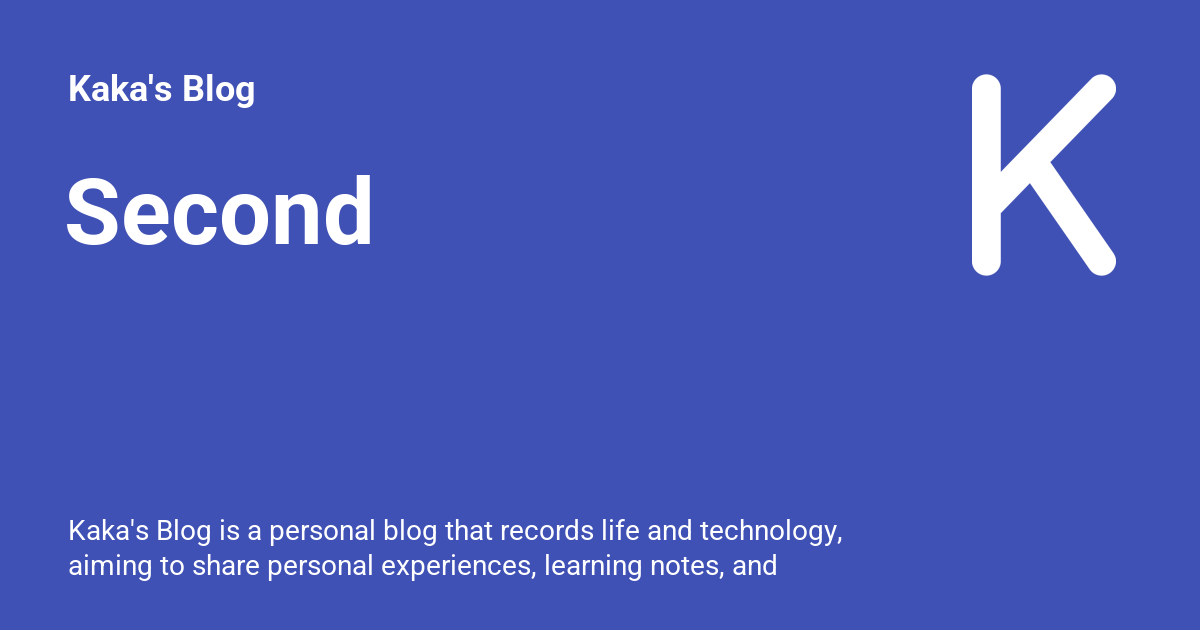 Kaka's Blog
K
Second
Kaka's Blog is a personal blog that records life and technology,
aiming to share personal experiences, learning notes, and